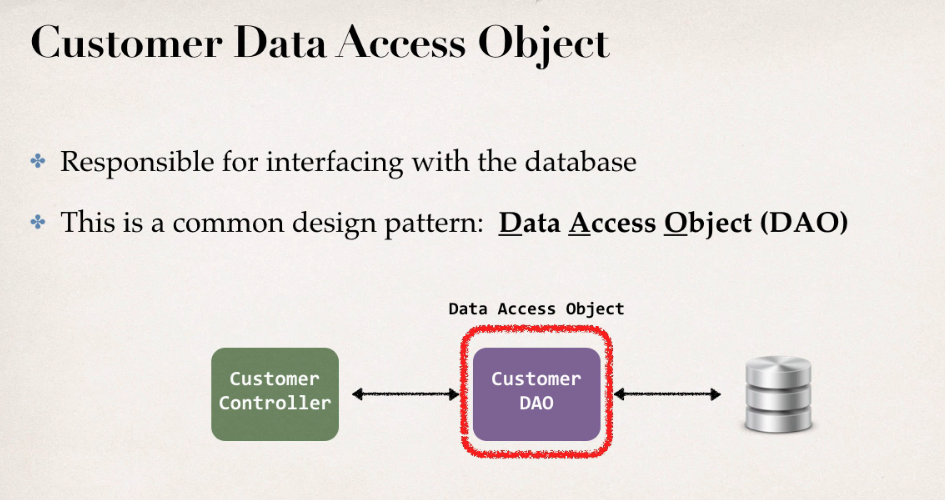 Customer Data Access Object
Responsible for interfacing with the database
This is a common design pattern: Data Access Object (DAO)
Data Access Object
Customer
Controller
Customer
DAO